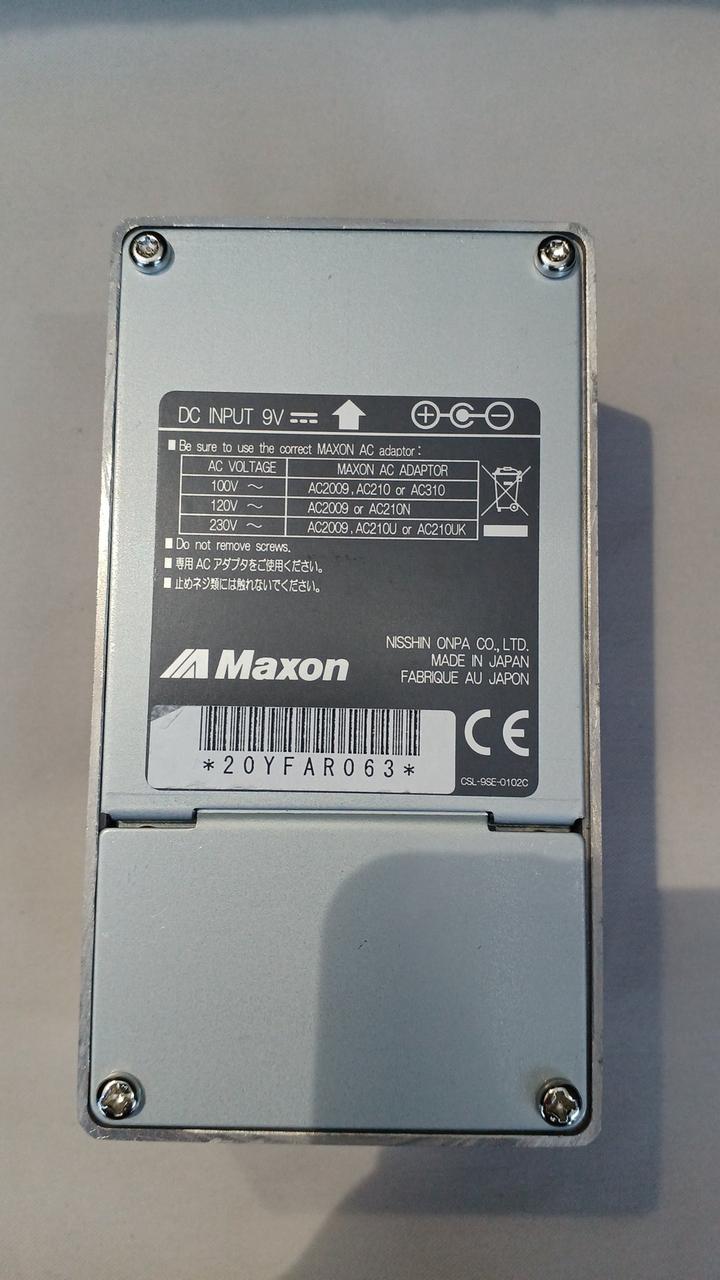 DC INPUT 9V
Be sure to use the correct MAXON AC adaptor:
AC VOLTAGE MAXON AC ADAPTOR
100V ～ AC2009, AC210 or AC310
120V ～ AC2009 or AC210N
230V ～ AC2009, AC210U or AC210UK
Do not remove screws.
専用 AC アダプタをご使用ください。
止めネジ類には触れないでください。
NISSHIN ONPA CO., LTD.
MADE IN JAPAN
FABRIQUE AU JAPON
Maxon
*20YFAR063*
CE
CSL-9SE-0102C